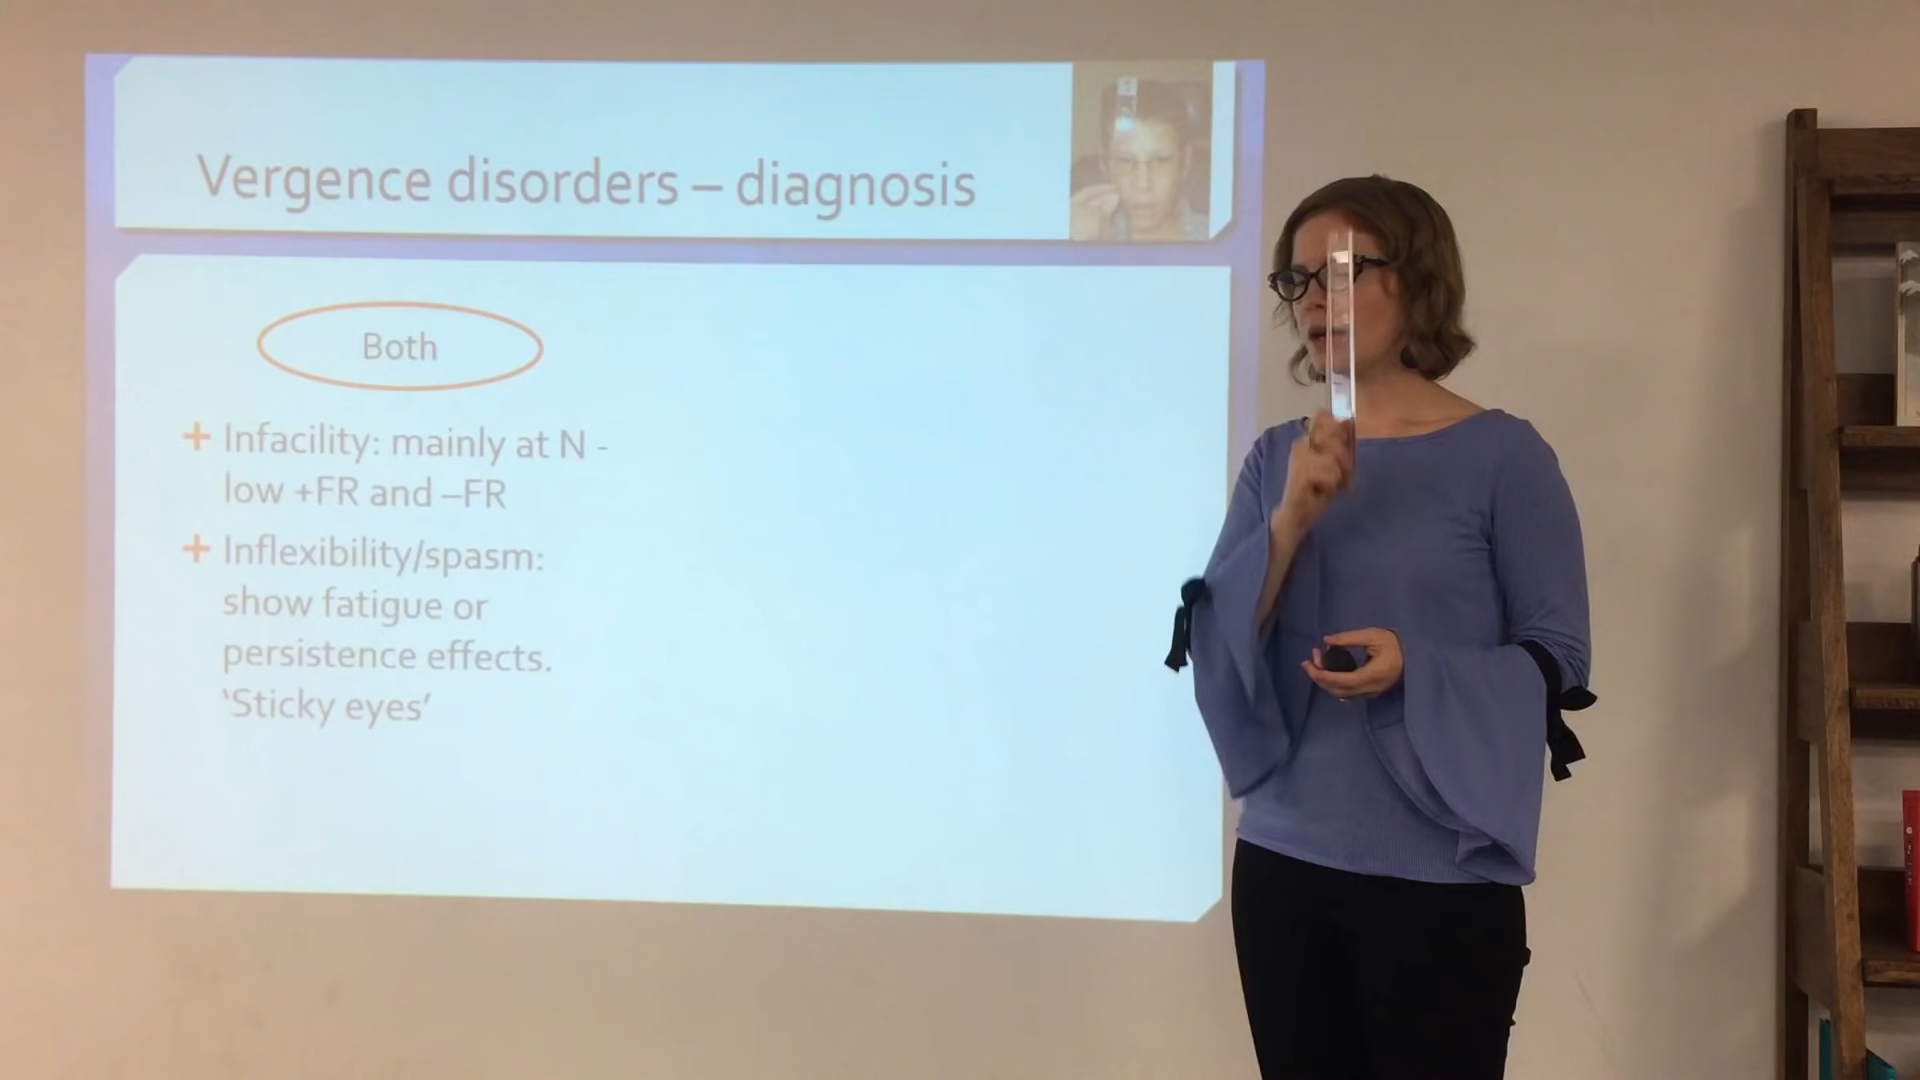 Vergence disorders – diagnosis
Both
Infacility: mainly at N -
low +FR and –FR
Inflexibility/spasm:
show fatigue or
persistence effects.
‘Sticky eyes’